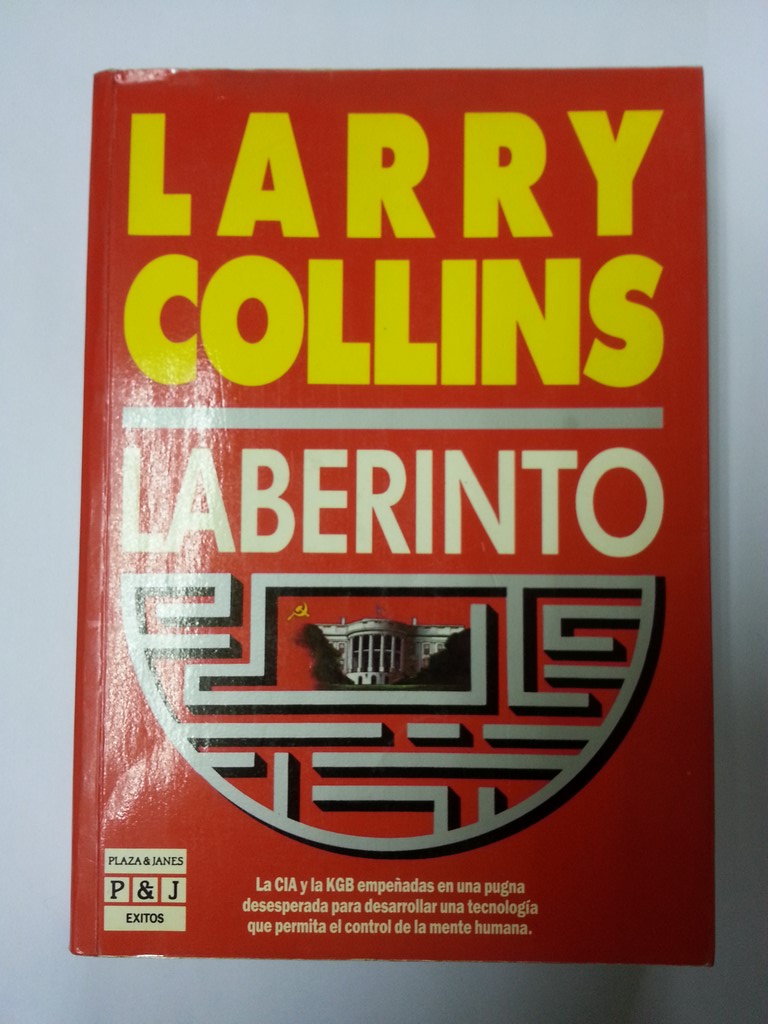 LARRY
COLLINS
LABERINTO
PLAZA & JANES
P & J
EXITOS
La CIA y la KGB empeñadas en una pugna
desesperada para desarrollar una tecnología
que permita el control de la mente humana.